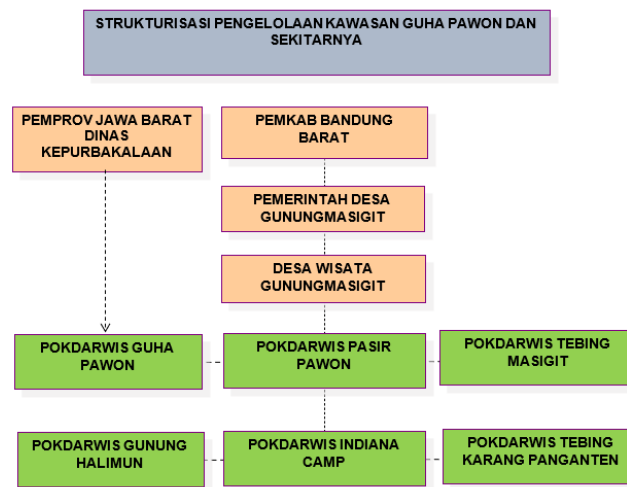 STRUKTURISASI PENGELOLAAN KAWASAN GUHA PAWON DAN
SEKITARNYA
PEMPROV JAWA BARAT
DINAS
KEPURBAKALAAN
PEMKAB BANDUNG
BARAT
PEMERINTAH DESA
GUNUNGMASIGIT
DESA WISATA
GUNUNGMASIGIT
POKDARWIS GUHA
PAWON
POKDARWIS PASIR
PAWON
POKDARWIS TEBING
MASIGIT
POKDARWIS GUNUNG
HALIMUN
POKDARWIS INDIANA
CAMP
POKDARWIS TEBING
KARANG PANGANTEN